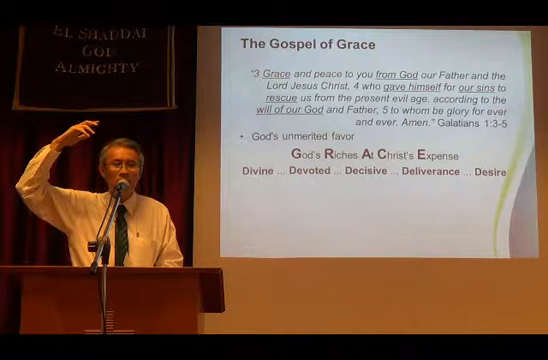 EL SHADDAI
GOD
ALMIGHTY
The Gospel of Grace
"3 Grace and peace to you from God our Father and the
Lord Jesus Christ, 4 who gave himself for our sins to
rescue us from the present evil age, according to the
will of our God and Father, 5 to whom be glory for ever
and ever. Amen." Galatians 1:3-5
• God's unmerited favor
God's Riches At Christ's Expense
Divine ... Devoted ... Decisive ... Deliverance ... Desire